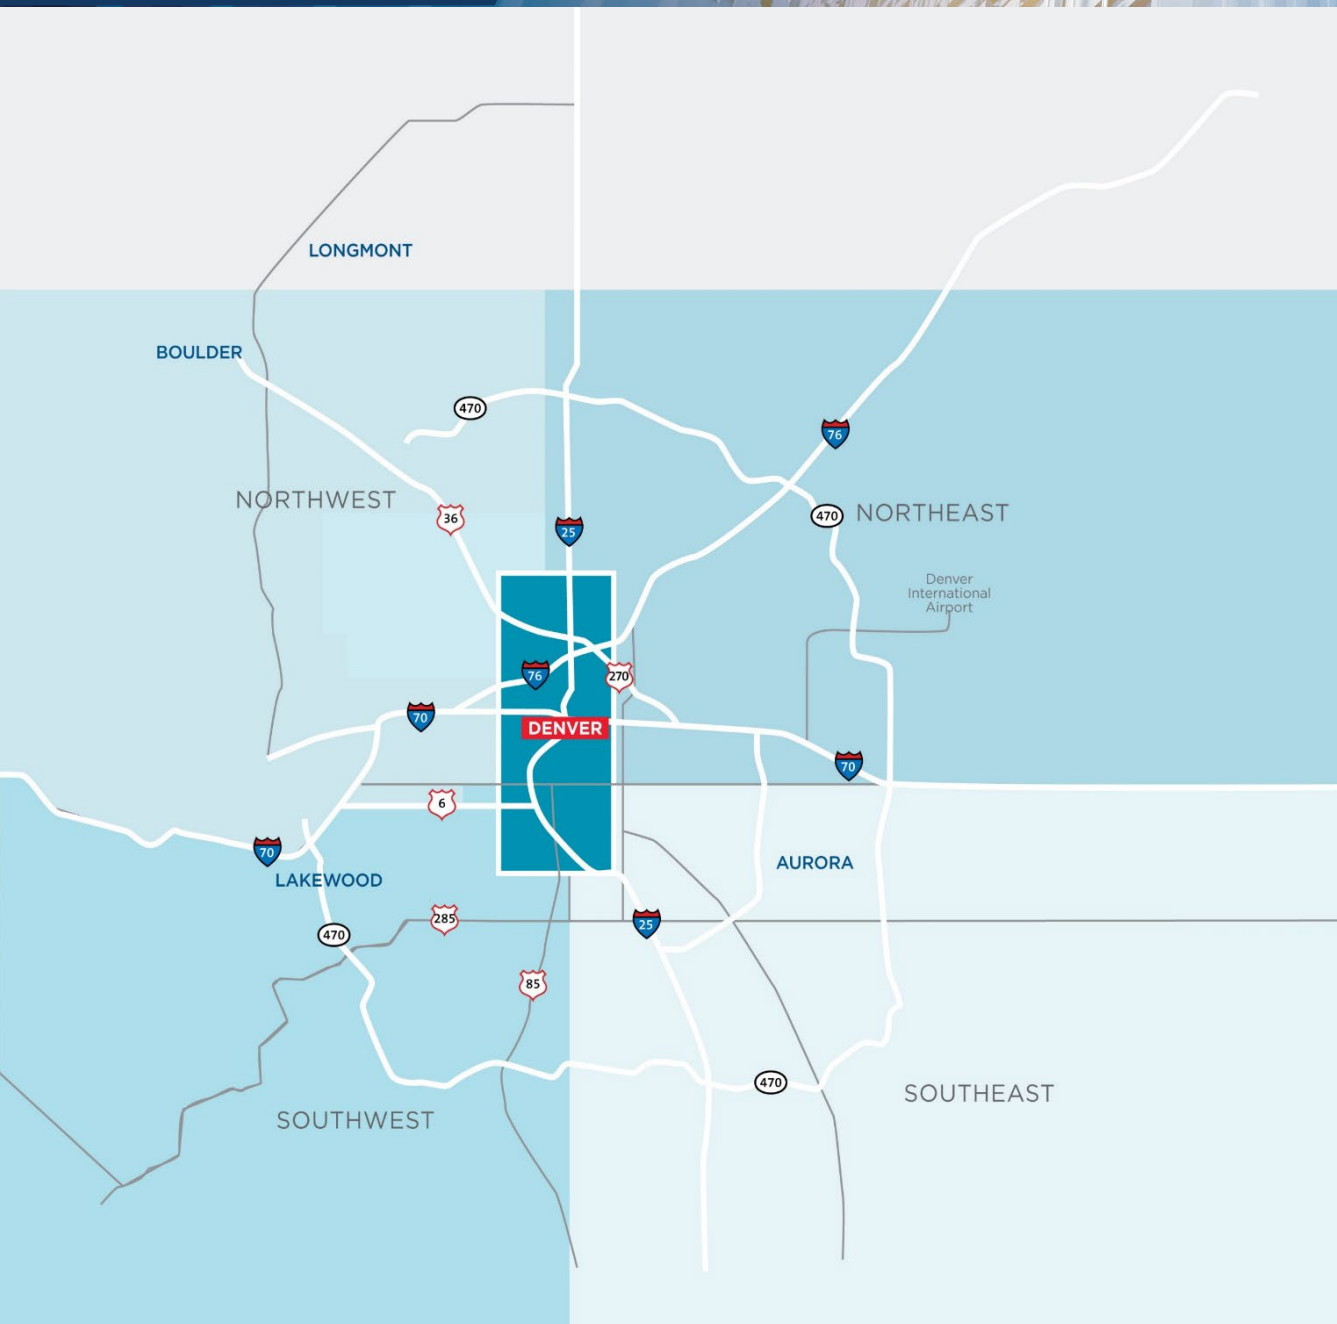 LONGMONT
BOULDER
470
76
NORTHWEST
36
25
470
NORTHEAST
Denver
International
Airport
76
270
70
DENVER
70
6
70
LAKEWOOD
AURORA
285
25
470
85
470
SOUTHEAST
SOUTHWEST